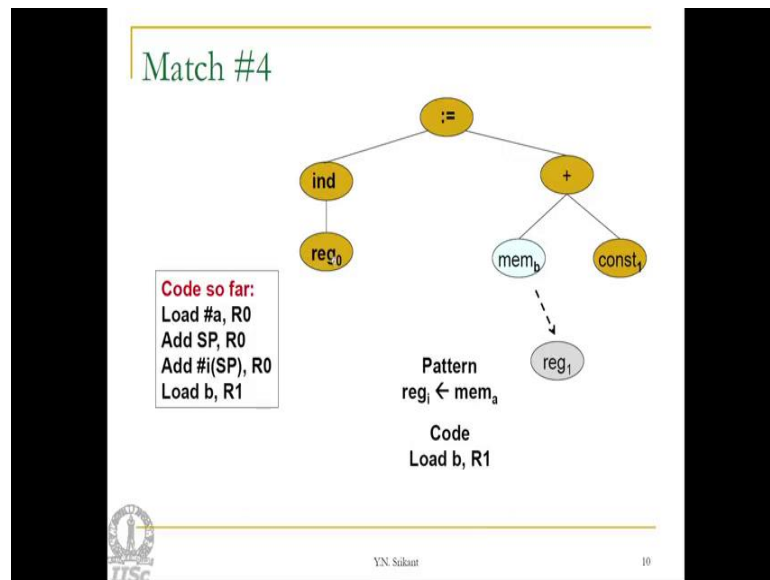 Match #4
:=
ind
+
reg₀
mem_b
const₁
Code so far:
Load #a, R0
Add SP, R0
Add #i(SP), R0
Load b, R1
reg₁
Pattern
regᵢ ← memₐ
Code
Load b, R1
IISc
Y.N. Srikant
10